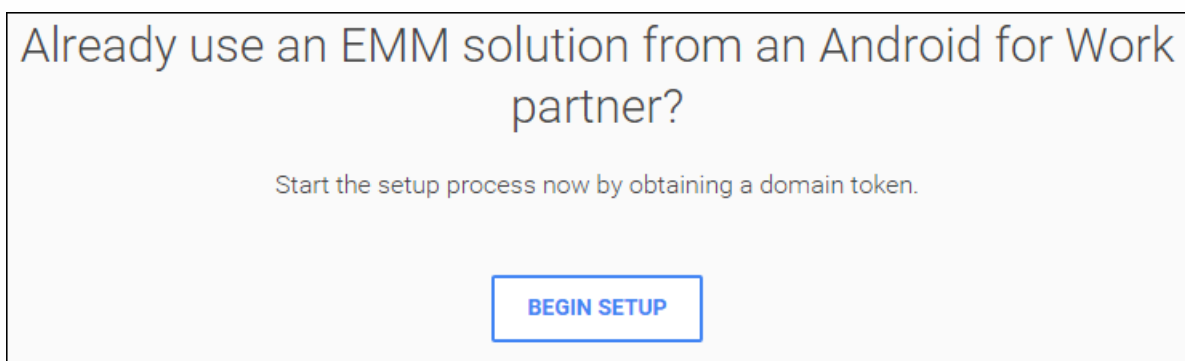 Already use an EMM solution from an Android for Work
partner?
Start the setup process now by obtaining a domain token.
BEGIN SETUP